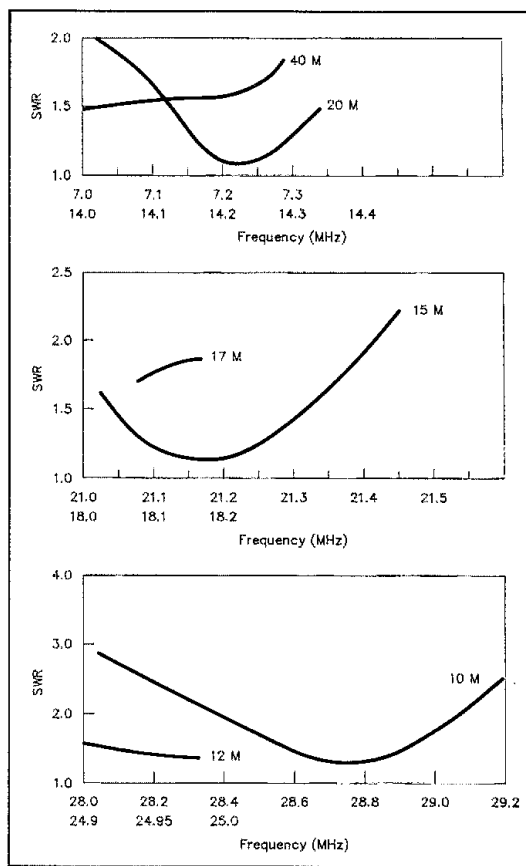 2.0
40 M
SWR
1.5
20 M
1.0
7.0 7.1 7.2 7.3
14.0 14.1 14.2 14.3 14.4
Frequency (MHz)
2.5
15 M
2.0
17 M
SWR
1.5
1.0
21.0 21.1 21.2 21.3 21.4 21.5
18.0 18.1 18.2
Frequency (MHz)
4.0
3.0
10 M
SWR
2.0
12 M
1.0
28.0 28.2 28.4 28.6 28.8 29.0 29.2
24.9 24.95 25.0
Frequency (MHz)